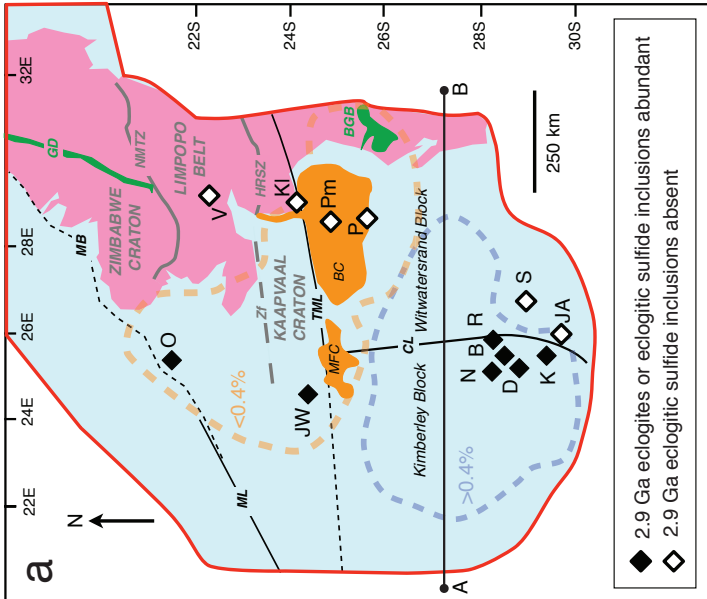 a
N
22E
24E
26E
28E
32E
22S
24S
26S
28S
30S
GD
NMTZ
MB
ZIMBABWE
CRATON
LIMPOPO
BELT
V
HRSZ
KI
BGB
Zf
KAAPVAAL
CRATON
TML
Pm
P
BC
O
<0.4%
JW
MFC
ML
CL
Kimberley Block
Witwatersrand Block
>0.4%
A
B
N
B
R
D
K
S
JA
250 km
2.9 Ga eclogites or eclogitic sulfide inclusions abundant
2.9 Ga eclogitic sulfide inclusions absent